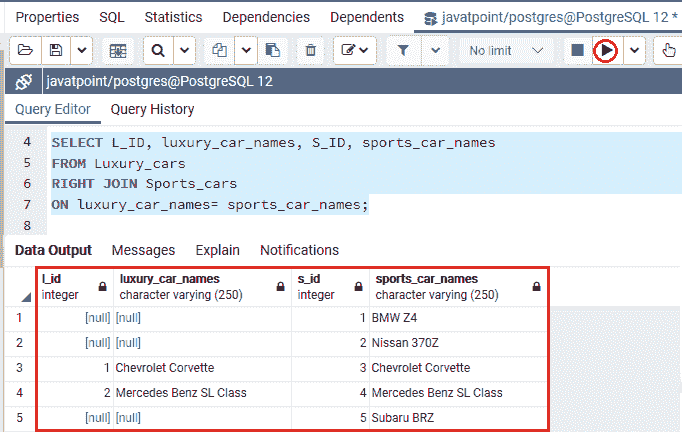 Properties SQL Statistics Dependencies Dependents javatpoint/postgres@PostgreSQL 12 *
No limit
javatpoint/postgres@PostgreSQL 12
Query Editor Query History
4 SELECT L_ID, luxury_car_names, S_ID, sports_car_names
5 FROM Luxury_cars
6 RIGHT JOIN Sports_cars
7 ON luxury_car_names= sports_car_names;
8
Data Output Messages Explain Notifications
l_id luxury_car_names s_id sports_car_names
integer character varying (250) integer character varying (250)
1 [null] [null] 1 BMW Z4
2 [null] [null] 2 Nissan 370Z
3 1 Chevrolet Corvette 3 Chevrolet Corvette
4 2 Mercedes Benz SL Class 4 Mercedes Benz SL Class
5 [null] [null] 5 Subaru BRZ